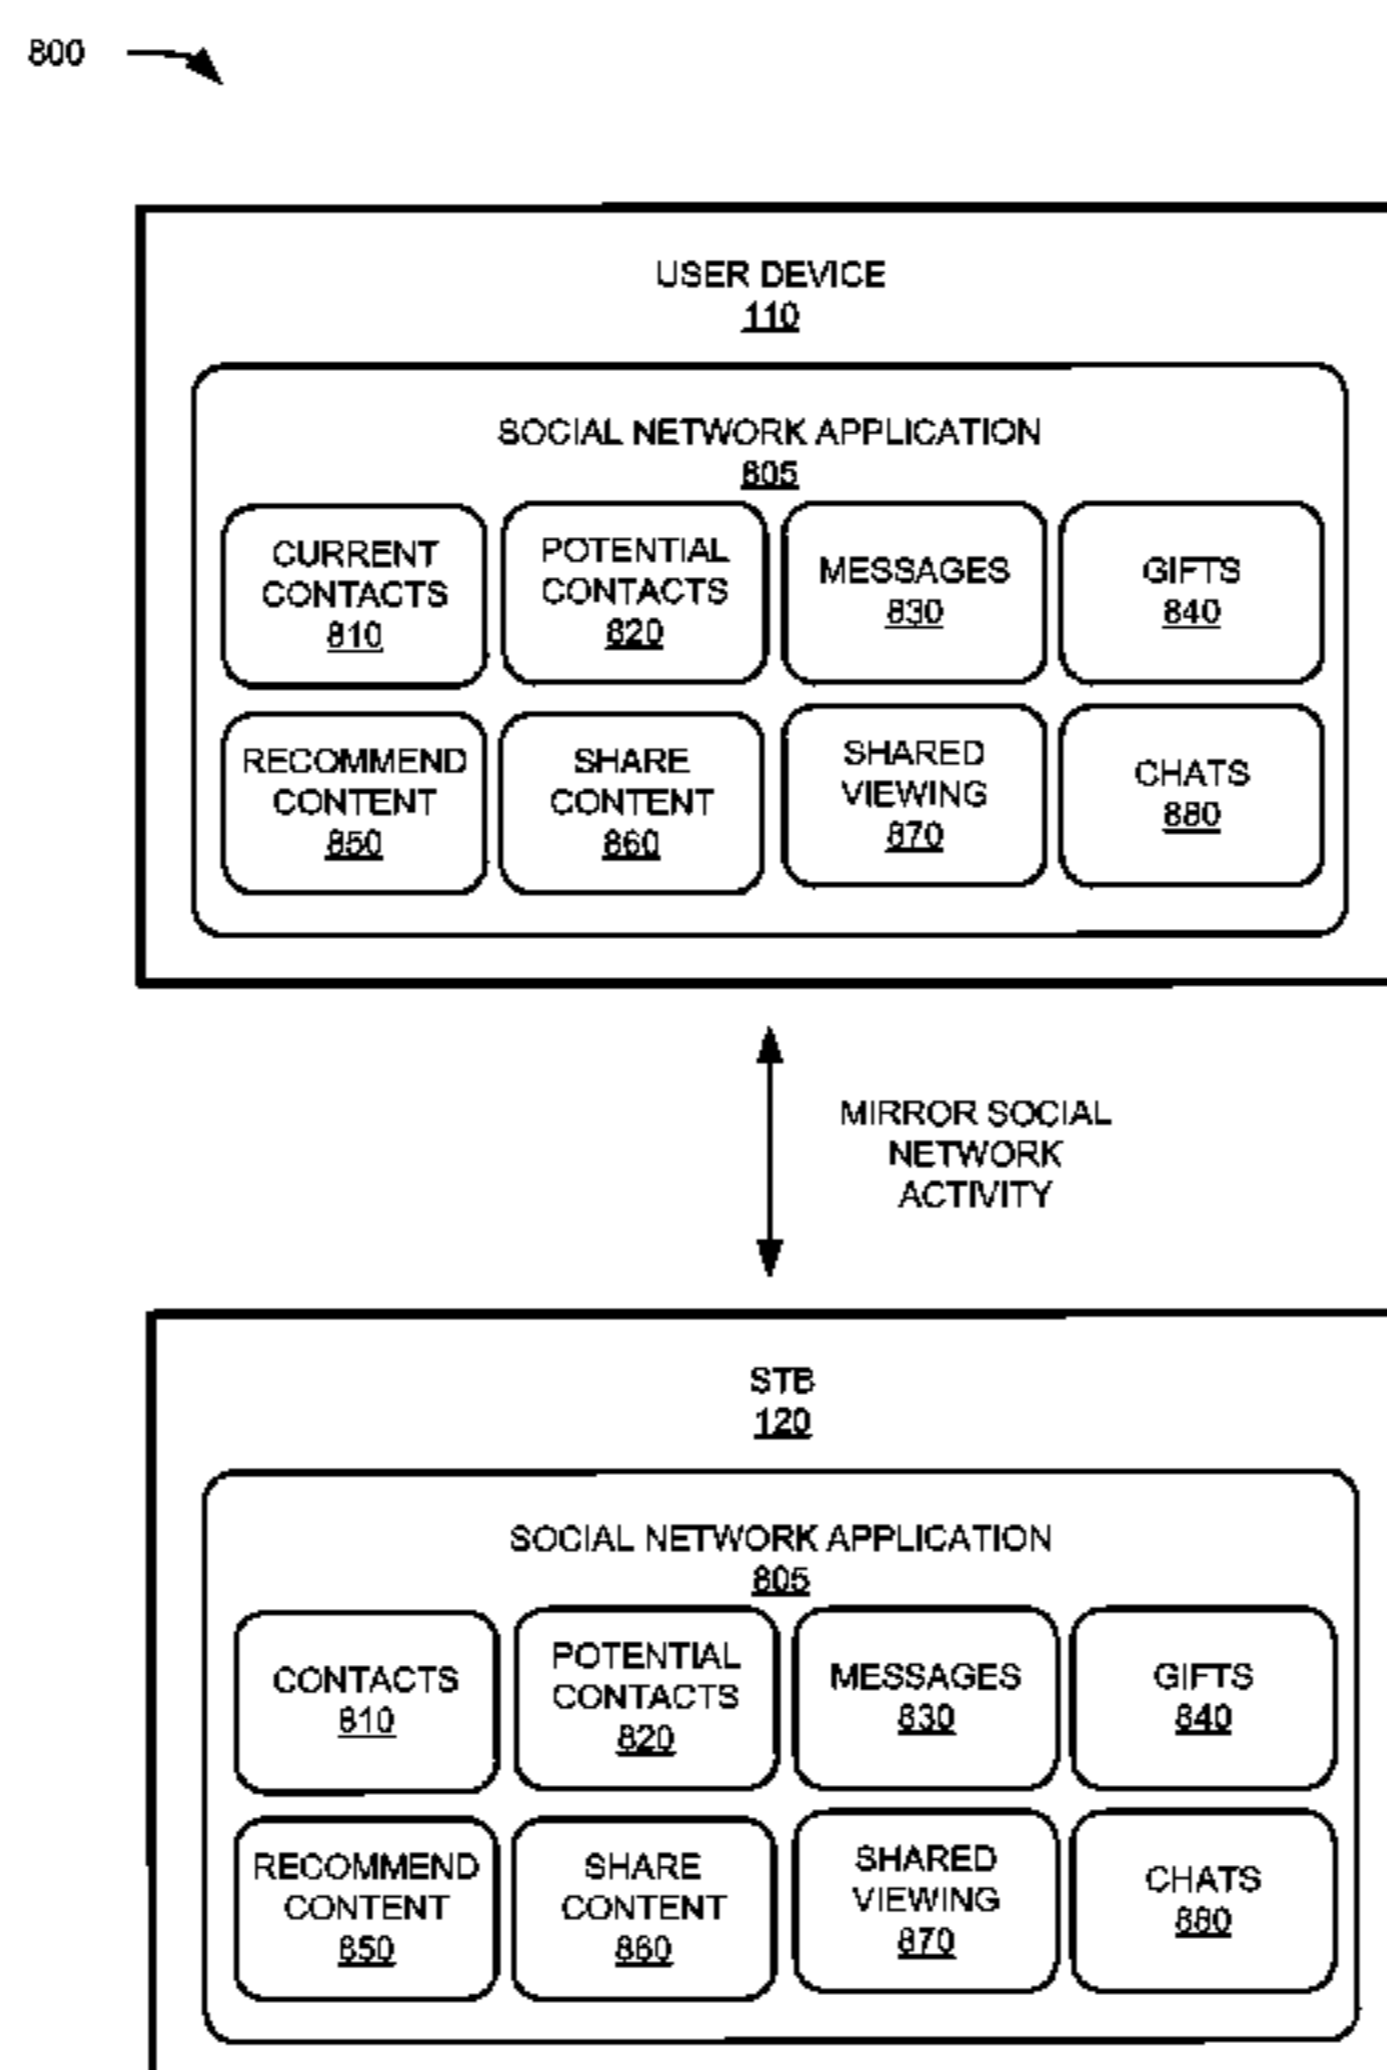 800
USER DEVICE
110
SOCIAL NETWORK APPLICATION
805
CURRENT
CONTACTS
810
POTENTIAL
CONTACTS
820
MESSAGES
830
GIFTS
840
RECOMMEND
CONTENT
850
SHARE
CONTENT
860
SHARED
VIEWING
870
CHATS
880
MIRROR SOCIAL
NETWORK
ACTIVITY
STB
120
SOCIAL NETWORK APPLICATION
805
CONTACTS
810
POTENTIAL
CONTACTS
820
MESSAGES
830
GIFTS
840
RECOMMEND
CONTENT
850
SHARE
CONTENT
860
SHARED
VIEWING
870
CHATS
880